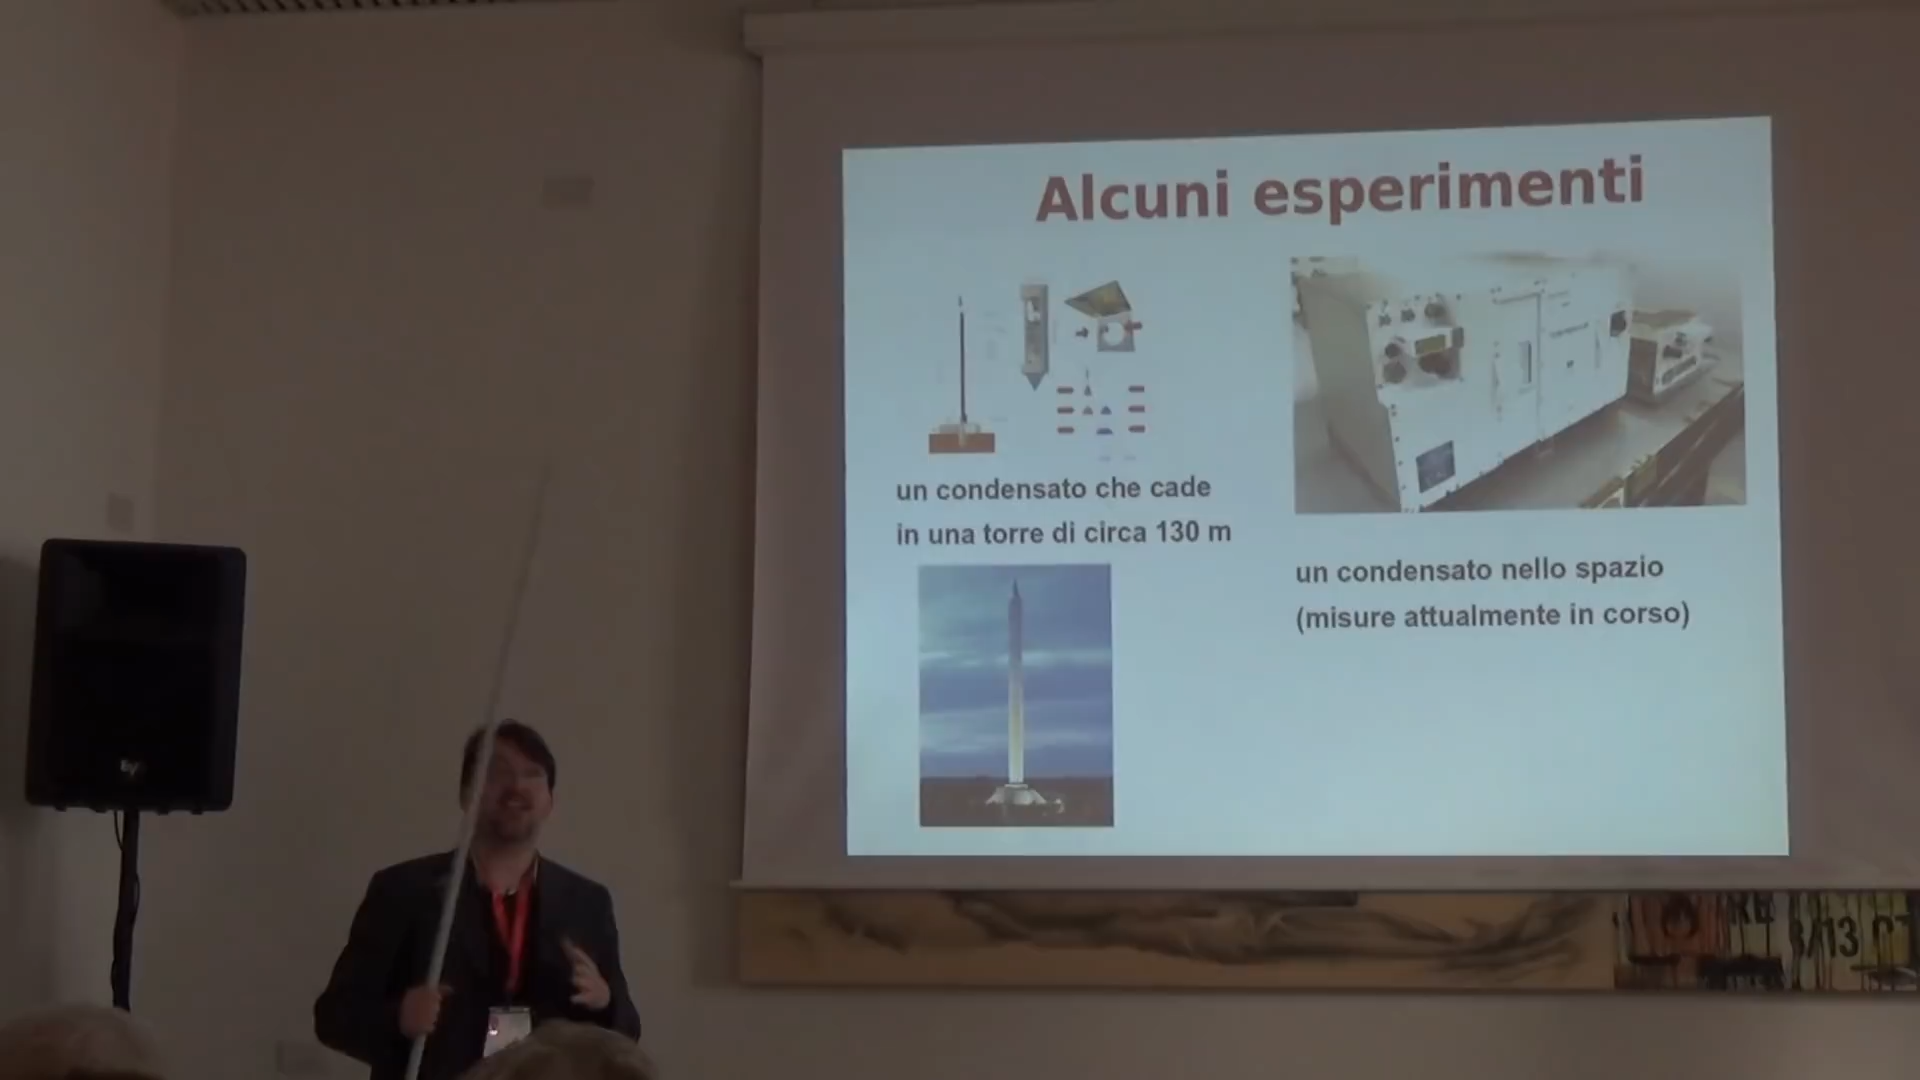 Alcuni esperimenti
un condensato che cade
in una torre di circa 130 m
un condensato nello spazio
(misure attualmente in corso)